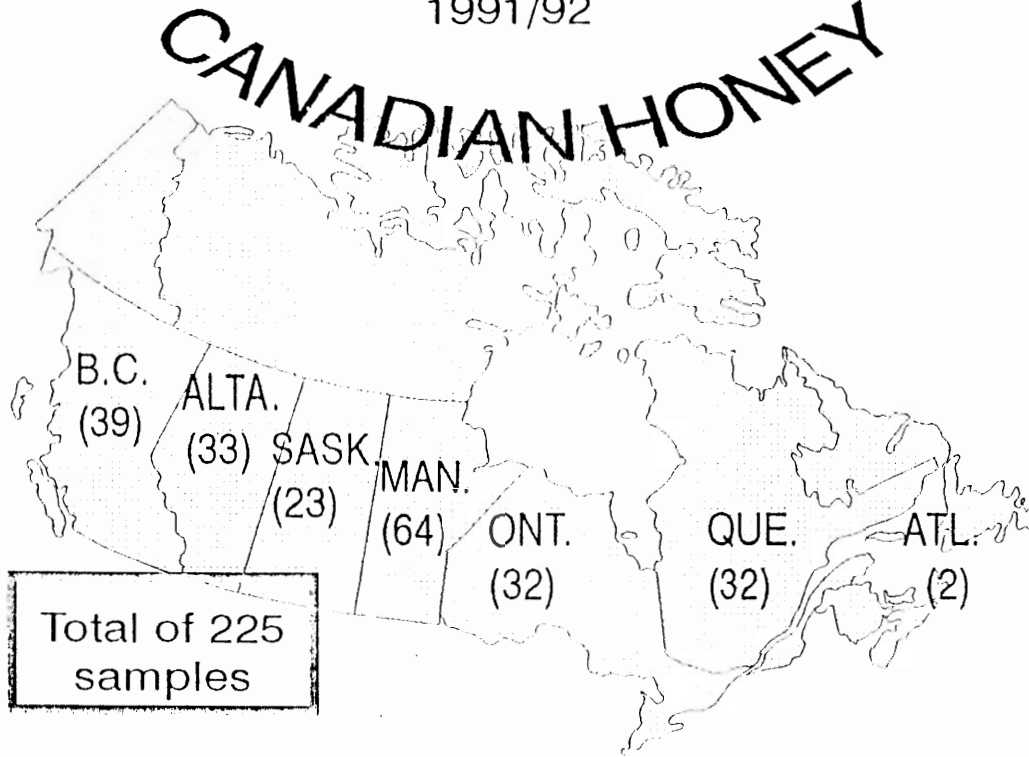 1991/92
CANADIAN HONEY
B.C.
(39)
ALTA.
(33)
SASK.
(23)
MAN.
(64)
ONT.
(32)
QUE.
(32)
ATL.
(2)
Total of 225
samples